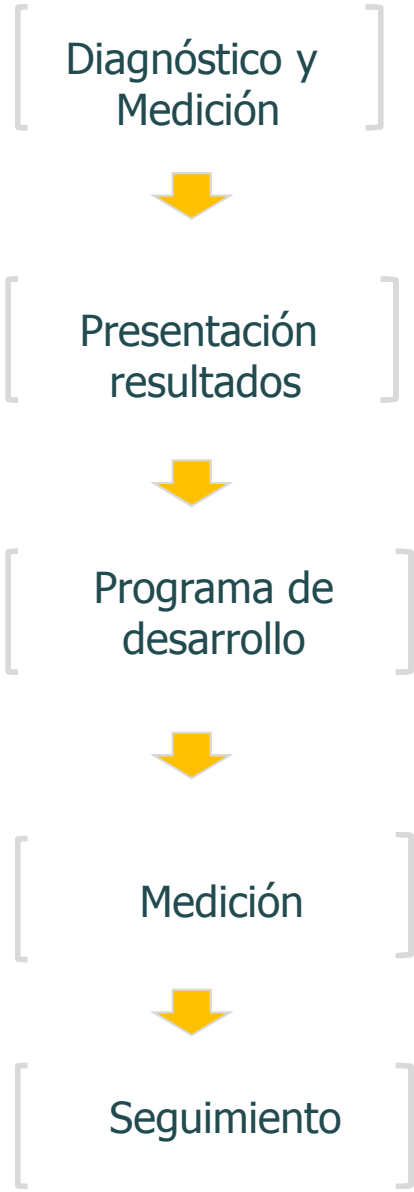 Diagnóstico y
Medición
Presentación
resultados
Programa de
desarrollo
Medición
Seguimiento